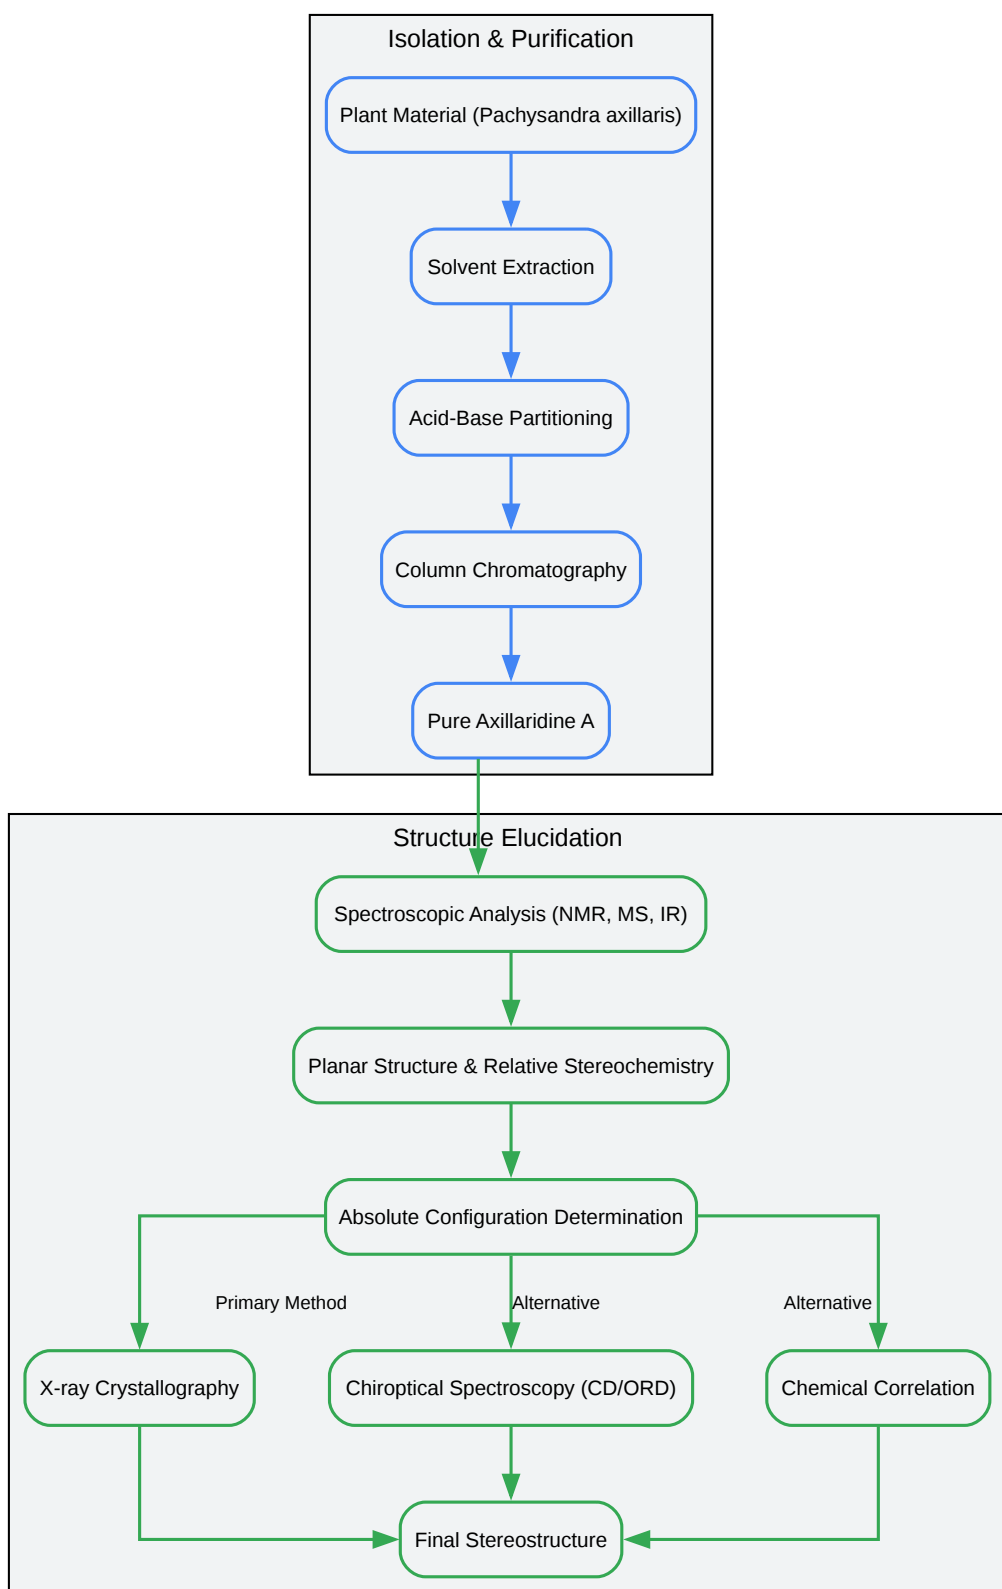 Isolation & Purification
Plant Material (Pachysandra axillaris)
Solvent Extraction
Acid-Base Partitioning
Column Chromatography
Pure Axillaridine A
Structure Elucidation
Spectroscopic Analysis (NMR, MS, IR)
Planar Structure & Relative Stereochemistry
Absolute Configuration Determination
Primary Method
Alternative
Alternative
X-ray Crystallography
Chiroptical Spectroscopy (CD/ORD)
Chemical Correlation
Final Stereostructure